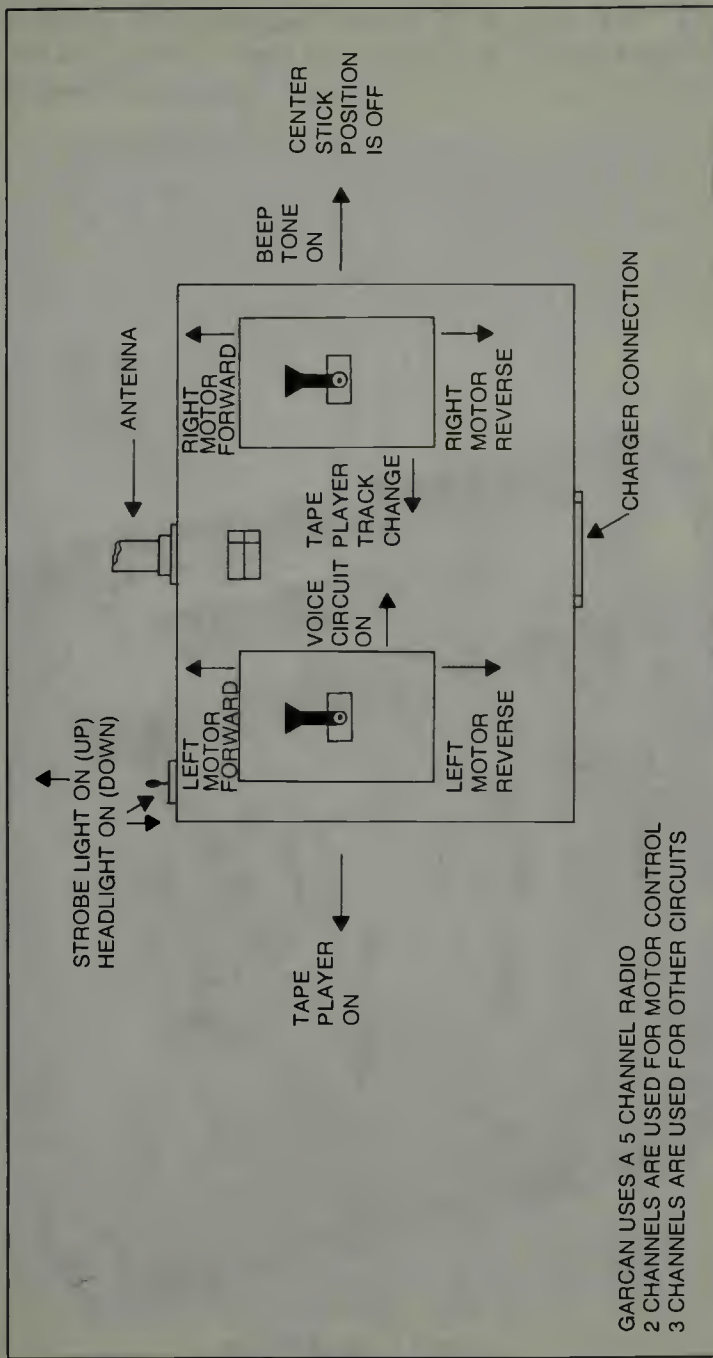 STROBE LIGHT ON (UP)
HEADLIGHT ON (DOWN)
ANTENNA
BEEP
TONE
ON
CENTER
STICK
POSITION
IS OFF
LEFT
MOTOR
FORWARD
RIGHT
MOTOR
FORWARD
TAPE
PLAYER
ON
VOICE
CIRCUIT
ON
TAPE
PLAYER
TRACK
CHANGE
LEFT
MOTOR
REVERSE
RIGHT
MOTOR
REVERSE
CHARGER CONNECTION
GARCAN USES A 5 CHANNEL RADIO
2 CHANNELS ARE USED FOR MOTOR CONTROL
3 CHANNELS ARE USED FOR OTHER CIRCUITS